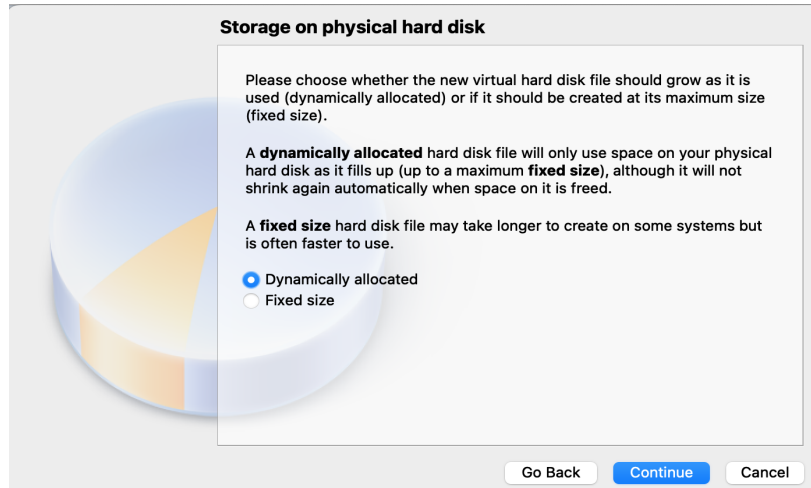 Storage on physical hard disk
Please choose whether the new virtual hard disk file should grow as it is
used (dynamically allocated) or if it should be created at its maximum size
(fixed size).
A dynamically allocated hard disk file will only use space on your physical
hard disk as it fills up (up to a maximum fixed size), although it will not
shrink again automatically when space on it is freed.
A fixed size hard disk file may take longer to create on some systems but
is often faster to use.
Dynamically allocated
Fixed size
Go Back
Continue
Cancel